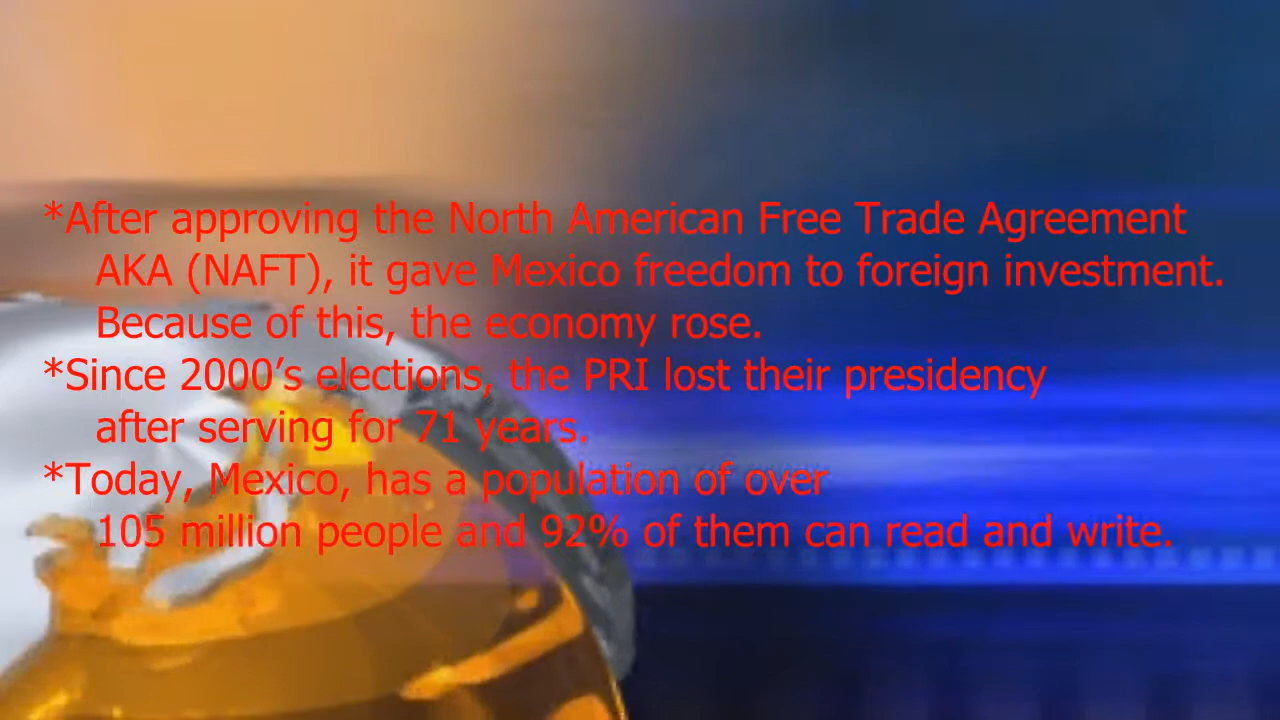 *After approving the North American Free Trade Agreement
AKA (NAFT), it gave Mexico freedom to foreign investment.
Because of this, the economy rose.
*Since 2000’s elections, the PRI lost their presidency
after serving for 71 years.
*Today, Mexico, has a population of over
105 million people and 92% of them can read and write.